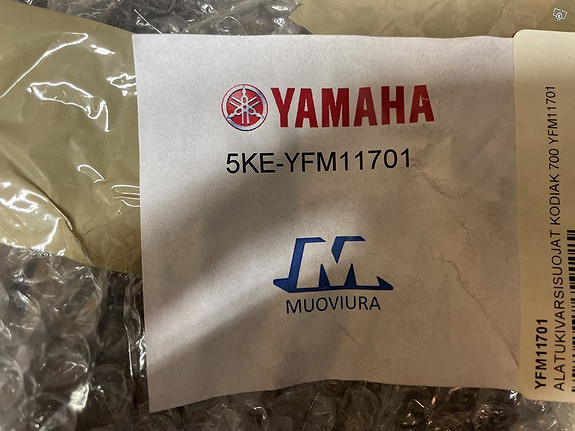 YAMAHA
5KE-YFM11701
MUOVIURA
YFM11701
ALATUKIVARSISUOJAT KODIAK 700 YFM11701